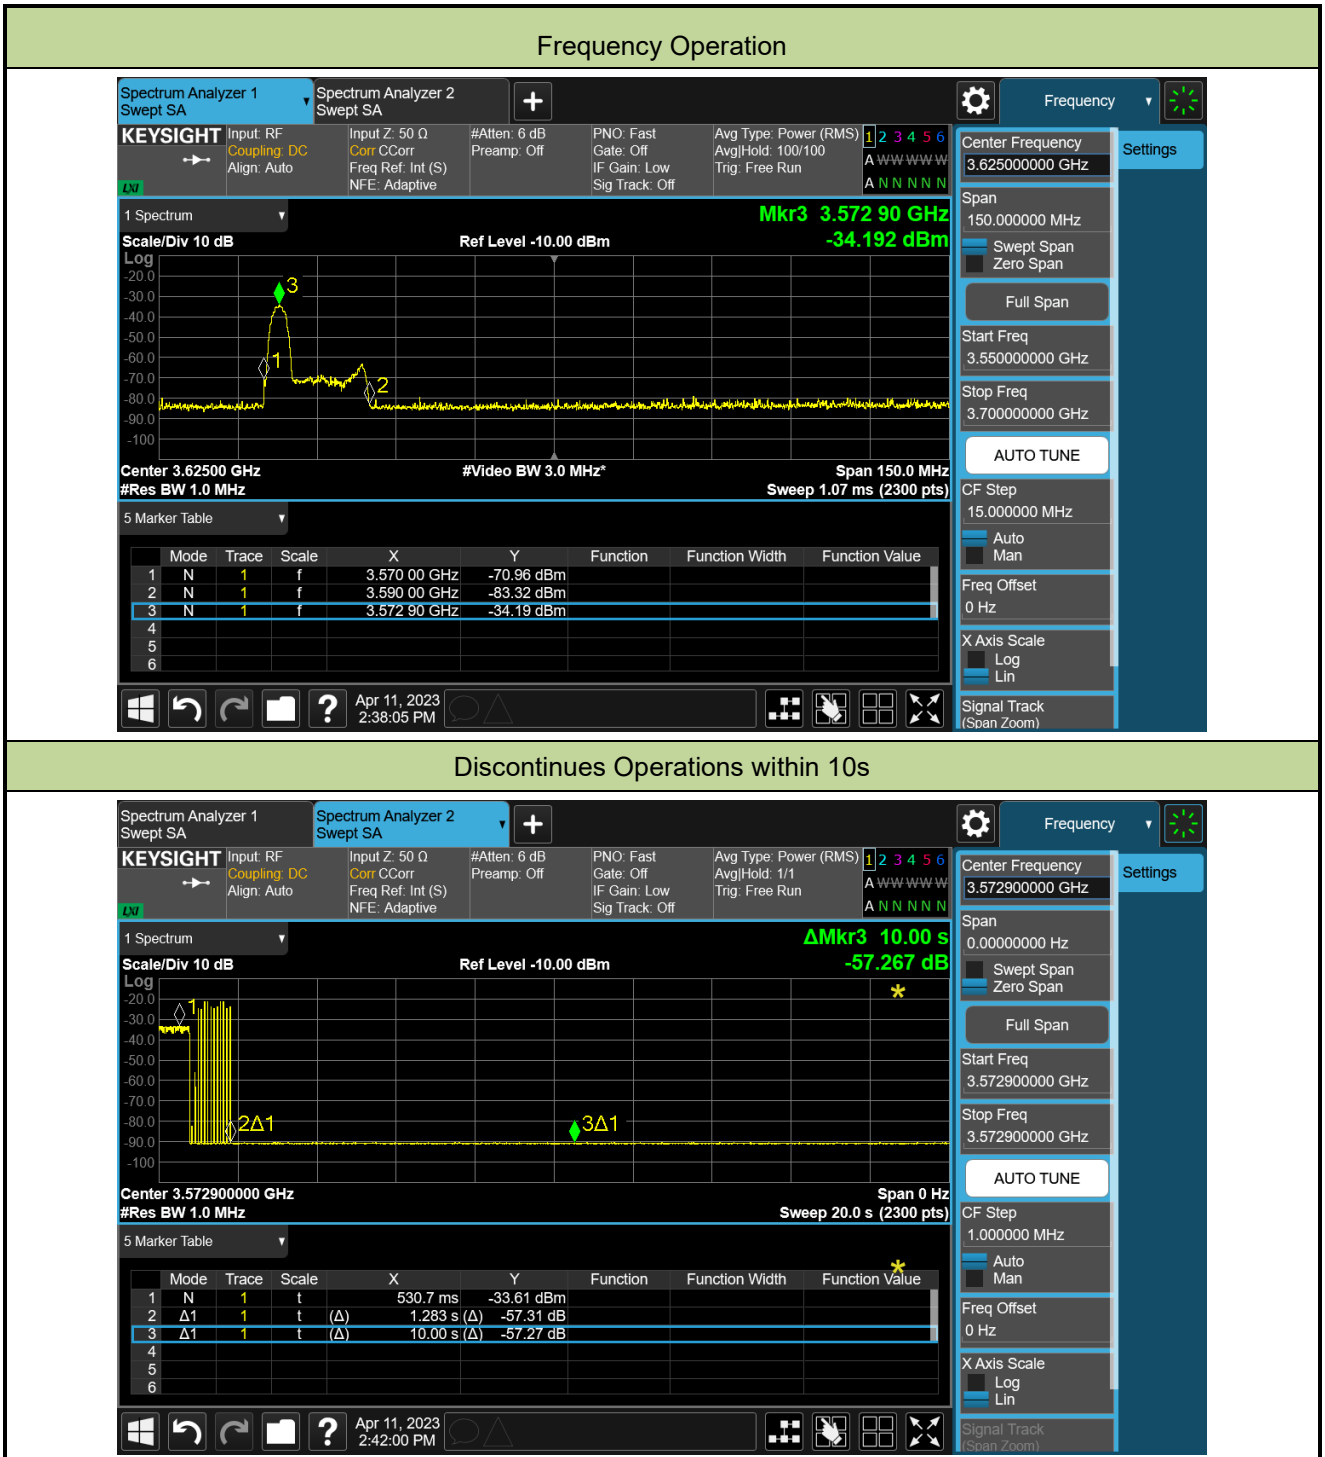 Frequency Operation
Spectrum Analyzer 1
Swept SA
Spectrum Analyzer 2
Swept SA
Frequency
KEYSIGHT
LXI
Input: RF
Coupling: DC
Align: Auto
Input Z: 50 Ω
Corr CCorr
Freq Ref: Int (S)
NFE: Adaptive
#Atten: 6 dB
Preamp: Off
PNO: Fast
Gate: Off
IF Gain: Low
Sig Track: Off
Avg Type: Power (RMS)
Avg|Hold: 100/100
Trig: Free Run
1 2 3 4 5 6
A W W W W W
A N N N N N
1 Spectrum
Mkr3 3.572 90 GHz
-34.192 dBm
Scale/Div 10 dB
Ref Level -10.00 dBm
Log
-20.0
-30.0
-40.0
-50.0
-60.0
-70.0
-80.0
-90.0
-100
3
1
2
Center 3.62500 GHz
#Video BW 3.0 MHz*
Span 150.0 MHz
#Res BW 1.0 MHz
Sweep 1.07 ms (2300 pts)
5 Marker Table
Mode Trace Scale X Y Function Function Width Function Value
1 N 1 f 3.570 00 GHz -70.96 dBm
2 N 1 f 3.590 00 GHz -83.32 dBm
3 N 1 f 3.572 90 GHz -34.19 dBm
4
5
6
Apr 11, 2023
2:38:05 PM
Center Frequency
3.625000000 GHz
Settings
Span
150.000000 MHz
Swept Span
Zero Span
Full Span
Start Freq
3.550000000 GHz
Stop Freq
3.700000000 GHz
AUTO TUNE
CF Step
15.000000 MHz
Auto
Man
Freq Offset
0 Hz
X Axis Scale
Log
Lin
Signal Track
(Span Zoom)
Discontinues Operations within 10s
Spectrum Analyzer 1
Swept SA
Spectrum Analyzer 2
Swept SA
Frequency
KEYSIGHT
LXI
Input: RF
Coupling: DC
Align: Auto
Input Z: 50 Ω
Corr CCorr
Freq Ref: Int (S)
NFE: Adaptive
#Atten: 6 dB
Preamp: Off
PNO: Fast
Gate: Off
IF Gain: Low
Sig Track: Off
Avg Type: Power (RMS)
Avg|Hold: 1/1
Trig: Free Run
1 2 3 4 5 6
A W W W W W
A N N N N N
1 Spectrum
ΔMkr3 10.00 s
-57.267 dB
Scale/Div 10 dB
Ref Level -10.00 dBm
Log
-20.0
-30.0
-40.0
-50.0
-60.0
-70.0
-80.0
-90.0
-100
1
2Δ1
3Δ1
*
Center 3.572900000 GHz
Span 0 Hz
#Res BW 1.0 MHz
Sweep 20.0 s (2300 pts)
5 Marker Table
*
Mode Trace Scale X Y Function Function Width Function Value
1 N 1 t 530.7 ms -33.61 dBm
2 Δ1 1 t (Δ) 1.283 s (Δ) -57.31 dB
3 Δ1 1 t (Δ) 10.00 s (Δ) -57.27 dB
4
5
6
Apr 11, 2023
2:42:00 PM
Center Frequency
3.572900000 GHz
Settings
Span
0.00000000 Hz
Swept Span
Zero Span
Full Span
Start Freq
3.572900000 GHz
Stop Freq
3.572900000 GHz
AUTO TUNE
CF Step
1.000000 MHz
Auto
Man
Freq Offset
0 Hz
X Axis Scale
Log
Lin
Signal Track
(Span Zoom)